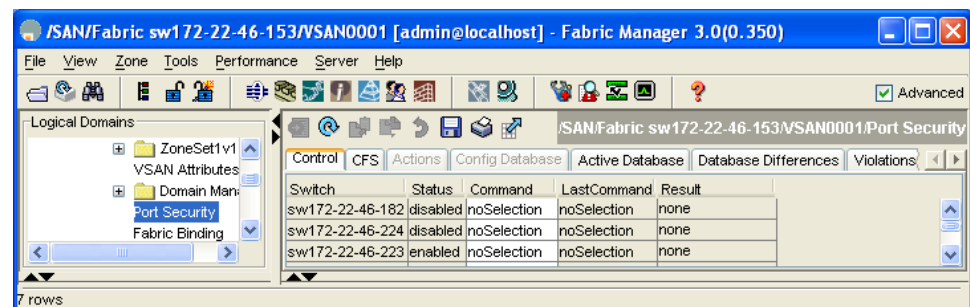 /SAN/Fabric sw172-22-46-153/VSAN0001 [admin@localhost] - Fabric Manager 3.0(0.350)
File View Zone Tools Performance Server Help
Advanced
Logical Domains
ZoneSet1v1
VSAN Attributes
Domain Mana
Port Security
Fabric Binding
/SAN/Fabric sw172-22-46-153/VSAN0001/Port Security
Control CFS Actions Config Database Active Database Database Differences Violations
Switch Status Command LastCommand Result
sw172-22-46-182 disabled noSelection noSelection none
sw172-22-46-224 disabled noSelection noSelection none
sw172-22-46-223 enabled noSelection noSelection none
7 rows